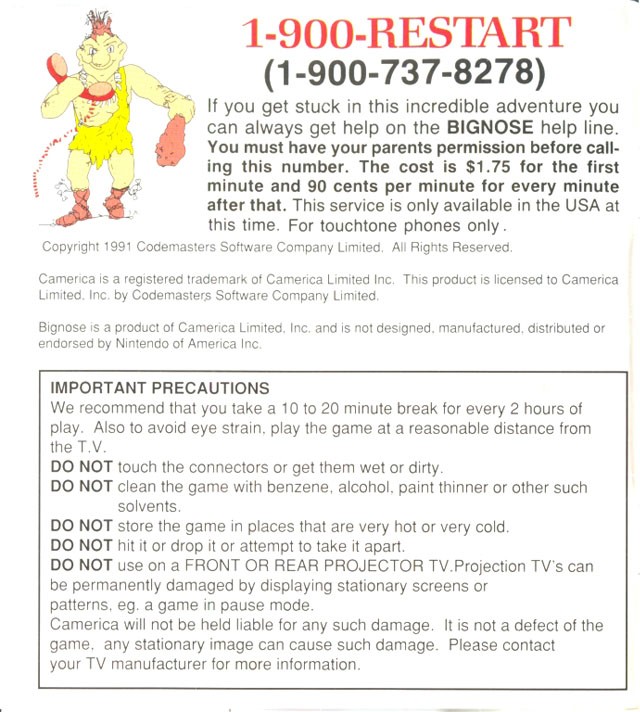 1-900-RESTART
(1-900-737-8278)
If you get stuck in this incredible adventure you
can always get help on the BIGNOSE help line.
You must have your parents permission before call-
ing this number. The cost is $1.75 for the first
minute and 90 cents per minute for every minute
after that. This service is only available in the USA at
this time. For touchtone phones only.
Copyright 1991 Codemasters Software Company Limited. All Rights Reserved.
Camerica is a registered trademark of Camerica Limited Inc. This product is licensed to Camerica
Limited, Inc. by Codemasters Software Company Limited.
Bignose is a product of Camerica Limited, Inc. and is not designed, manufactured, distributed or
endorsed by Nintendo of America Inc.
IMPORTANT PRECAUTIONS
We recommend that you take a 10 to 20 minute break for every 2 hours of
play. Also to avoid eye strain, play the game at a reasonable distance from
the T.V.
DO NOT touch the connectors or get them wet or dirty.
DO NOT clean the game with benzene, alcohol, paint thinner or other such
solvents.
DO NOT store the game in places that are very hot or very cold.
DO NOT hit it or drop it or attempt to take it apart.
DO NOT use on a FRONT OR REAR PROJECTOR TV.Projection TV's can
be permanently damaged by displaying stationary screens or
patterns, eg. a game in pause mode.
Camerica will not be held liable for any such damage. It is not a defect of the
game, any stationary image can cause such damage. Please contact
your TV manufacturer for more information.